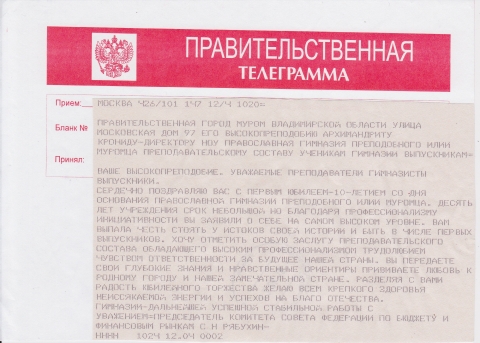 ПРАВИТЕЛЬСТВЕННАЯ
ТЕЛЕГРАММА
Прием:
МОСКВА 426/101 147 12/4 1020=
Бланк №
ПРАВИТЕЛЬСТВЕННАЯ ГОРОД МУРОМ ВЛАДИМИРСКОЙ ОБЛАСТИ УЛИЦА
МОСКОВСКАЯ ДОМ 97 ЕГО ВЫСОКОПРЕПОДОБИЮ АРХИМАНДРИТУ
КРОНИДУ-ДИРЕКТОРУ НОУ ПРАВОСЛАВНАЯ ГИМНАЗИЯ ПРЕПОДОБНОГО ИЛИИ
Принял:
МУРОМЦА ПРЕПОДАВАТЕЛЬСКОМУ СОСТАВУ УЧЕНИКАМ ГИМНАЗИИ ВЫПУСКНИКАМ=
ВАШЕ ВЫСОКОПРЕПОДОБИЕ. УВАЖАЕМЫЕ ПРЕПОДАВАТЕЛИ ГИМНАЗИСТЫ
ВЫПУСКНИКИ.
СЕРДЕЧНО ПОЗДРАВЛЯЮ ВАС С ПЕРВЫМ ЮБИЛЕЕМ-10-ЛЕТИЕМ СО ДНЯ
ОСНОВАНИЯ ПРАВОСЛАВНОЙ ГИМНАЗИИ ПРЕПОДОБНОГО ИЛИИ МУРОМЦА. ДЕСЯТЬ
ЛЕТ УЧРЕЖДЕНИЯ СРОК НЕБОЛЬШОЙ НО БЛАГОДАРЯ ПРОФЕССИОНАЛИЗМУ
ИНИЦИАТИВНОСТИ ВЫ ЗАЯВИЛИ О СЕБЕ НА САМОМ ВЫСОКОМ УРОВНЕ. ВАМ
ВЫПАЛА ЧЕСТЬ СТОЯТЬ У ИСТОКОВ СВОЕЙ ИСТОРИИ И БЫТЬ В ЧИСЛЕ ПЕРВЫХ
ВЫПУСКНИКОВ. ХОЧУ ОТМЕТИТЬ ОСОБУЮ ЗАСЛУГУ ПРЕПОДАВАТЕЛЬСКОГО
СОСТАВА ОБЛАДАЮЩЕГО ВЫСОКИМ ПРОФЕССИОНАЛИЗМОМ ТРУДОЛЮБИЕМ
ЧУВСТВОМ ОТВЕТСТВЕННОСТИ ЗА БУДУЩЕЕ НАШЕЙ СТРАНЫ. ВЫ ПЕРЕДАЕТЕ
СВОИ ГЛУБОКИЕ ЗНАНИЯ И НРАВСТВЕННЫЕ ОРИЕНТИРЫ ПРИВИВАЕТЕ ЛЮБОВЬ К
РОДНОМУ ГОРОДУ И НАШЕЙ ЗАМЕЧАТЕЛЬНОЙ СТРАНЕ. РАЗДЕЛЯЯ С ВАМИ
РАДОСТЬ ЮБИЛЕЙНОГО ТОРЖЕСТВА ЖЕЛАЮ ВСЕМ КРЕПКОГО ЗДОРОВЬЯ
НЕИССЯКАЕМОЙ ЭНЕРГИИ И УСПЕХОВ НА БЛАГО ОТЕЧЕСТВА.
ГИМНАЗИИ-ДАЛЬНЕЙШЕЙ УСПЕШНОЙ СТАБИЛЬНОЙ РАБОТЫ С
УВАЖЕНИЕМ=ПРЕДСЕДАТЕЛЬ КОМИТЕТА СОВЕТА ФЕДЕРАЦИИ ПО БЮДЖЕТУ И
ФИНАНСОВЫМ РЫНКАМ С Н РЯБУХИН-
НННН 1024 12.04 0002